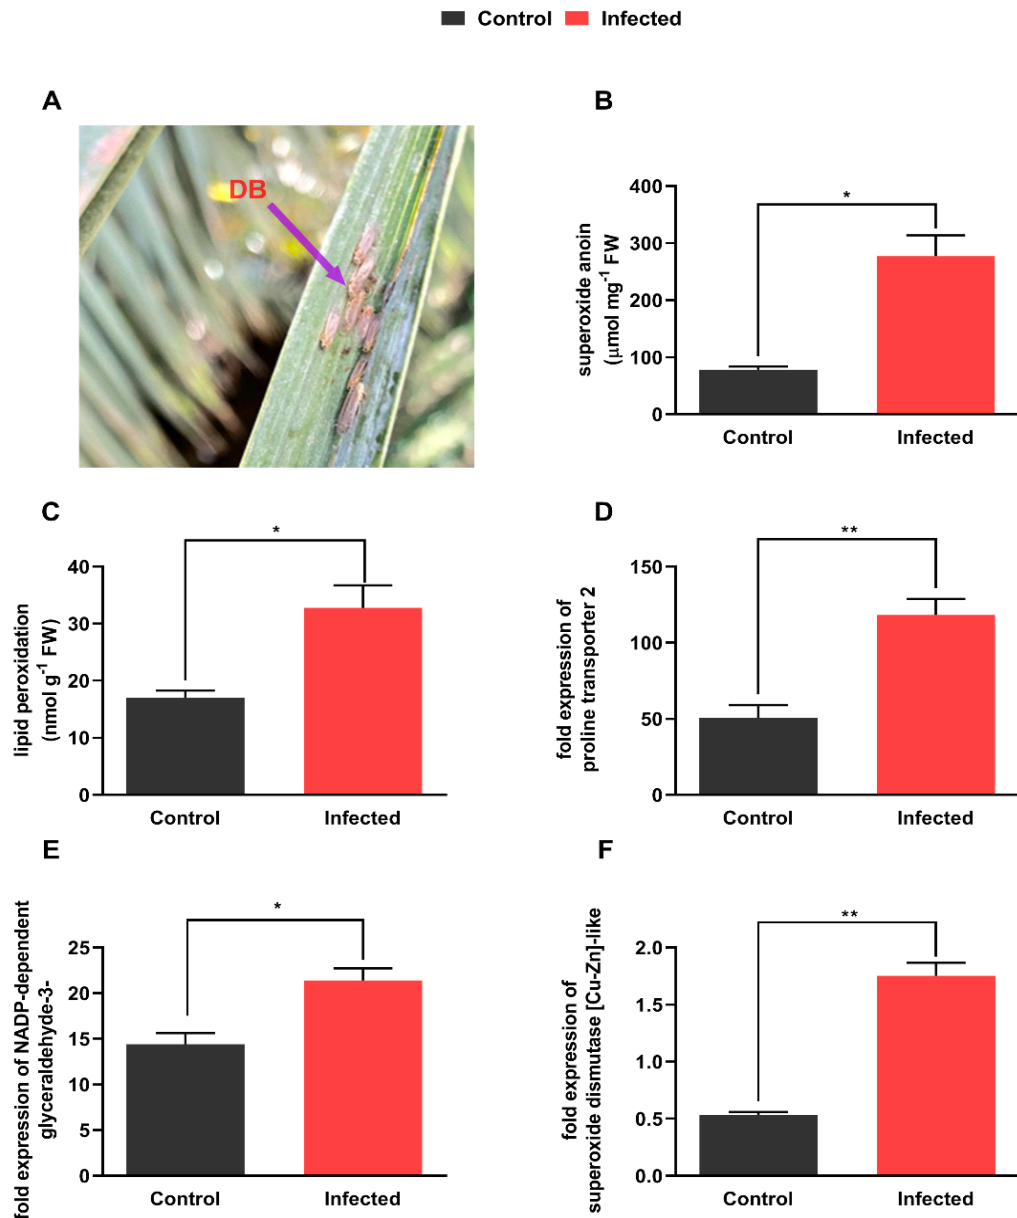 Control Infected
A
DB
B
superoxide anoin
(μmol mg⁻¹ FW
400
300
200
100
0
*
Control Infected
C
lipid peroxidation
(nmol g⁻¹ FW)
40
30
20
10
0
*
Control Infected
D
fold expression of
proline transporter 2
150
100
50
0
**
Control Infected
E
fold expression of NADP-dependent
glyceraldehyde-3-
25
20
15
10
5
0
*
Control Infected
F
fold expression of
superoxide dismutase [Cu-Zn]-like
2.0
1.5
1.0
0.5
0.0
**
Control Infected